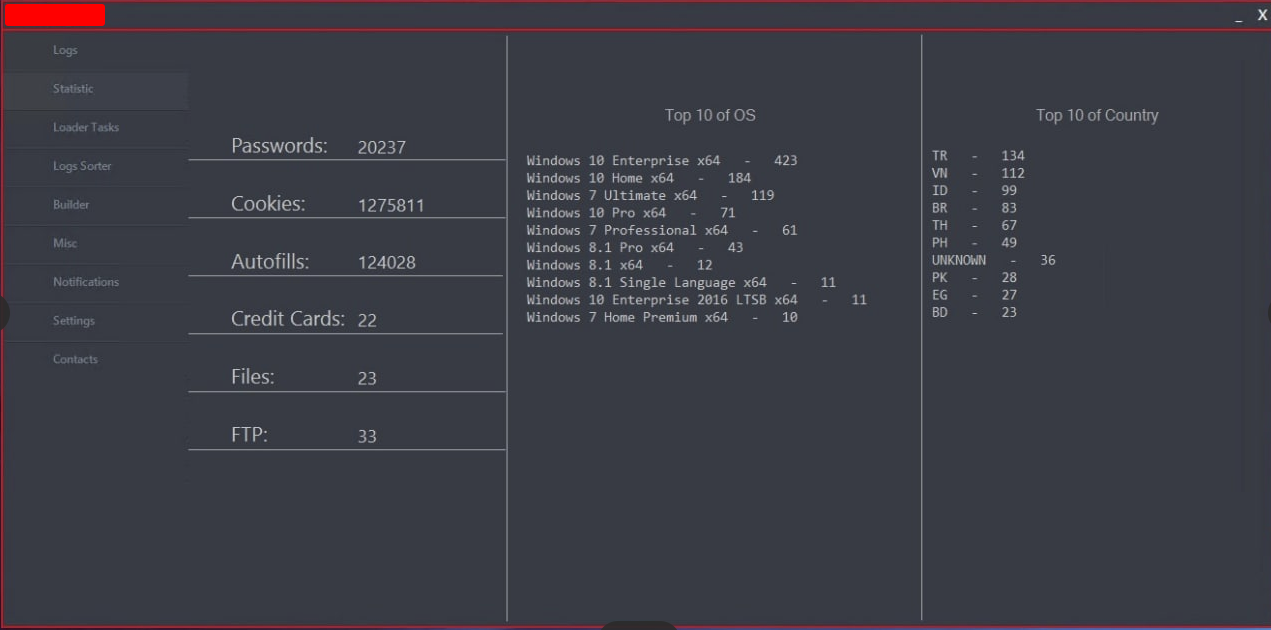 _ X
Logs
Statistic
Loader Tasks
Logs Sorter
Builder
Misc
Notifications
Settings
Contacts
Passwords: 20237
Cookies: 1275811
Autofills: 124028
Credit Cards: 22
Files: 23
FTP: 33
Top 10 of OS
Windows 10 Enterprise x64 - 423
Windows 10 Home x64 - 184
Windows 7 Ultimate x64 - 119
Windows 10 Pro x64 - 71
Windows 7 Professional x64 - 61
Windows 8.1 Pro x64 - 43
Windows 8.1 x64 - 12
Windows 8.1 Single Language x64 - 11
Windows 10 Enterprise 2016 LTSB x64 - 11
Windows 7 Home Premium x64 - 10
Top 10 of Country
TR - 134
VN - 112
ID - 99
BR - 83
TH - 67
PH - 49
UNKNOWN - 36
PK - 28
EG - 27
BD - 23